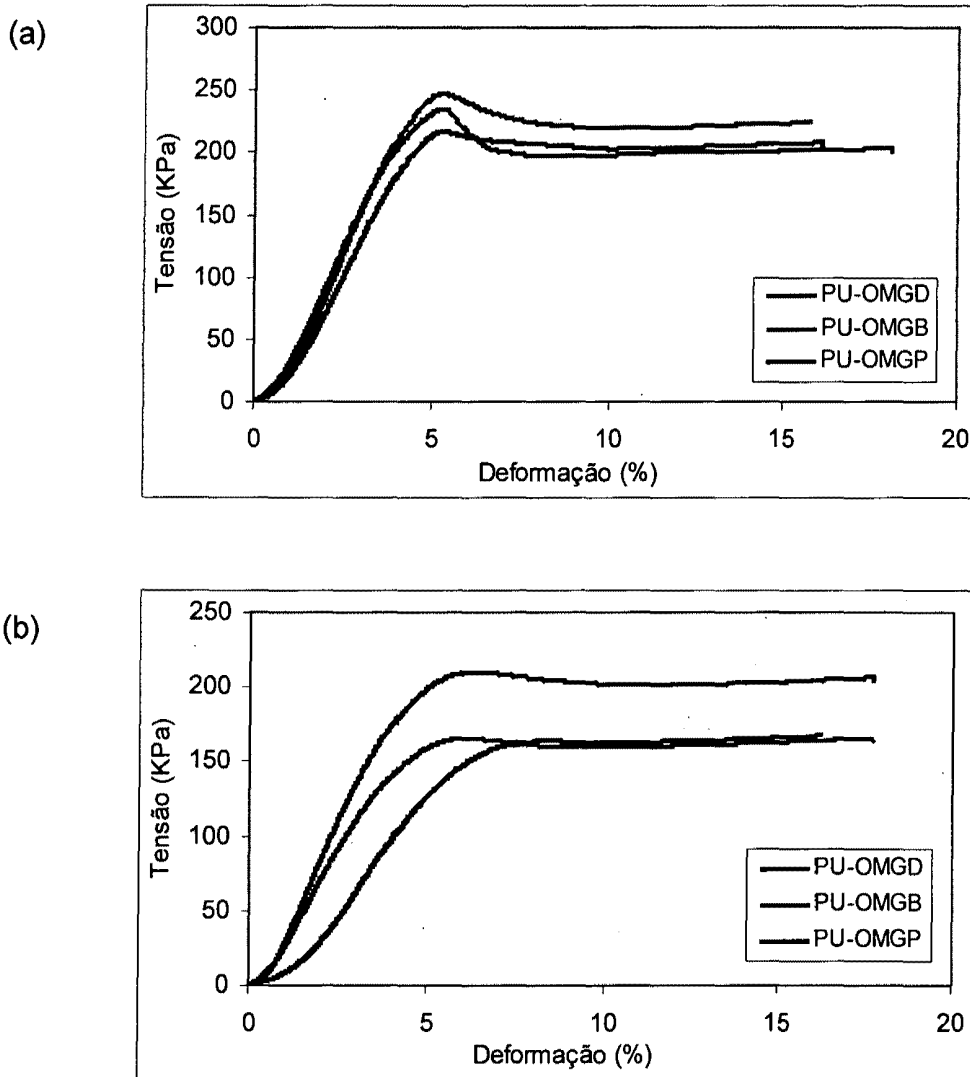 (a)
300
250
200
150
100
50
0
Tensão (KPa)
0 5 10 15 20
Deformação (%)
PU-OMGD
PU-OMGB
PU-OMGP
(b)
250
200
150
100
50
0
Tensão (KPa)
0 5 10 15 20
Deformação (%)
PU-OMGD
PU-OMGB
PU-OMGP